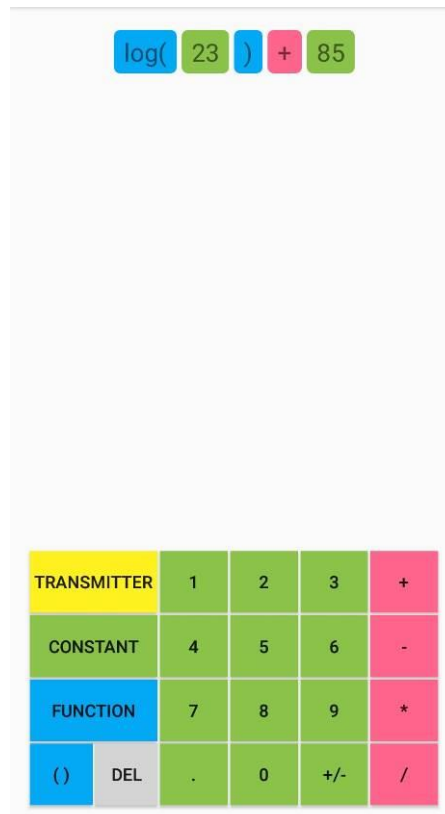 log( 23 ) + 85
TRANSMITTER 1 2 3 +
CONSTANT 4 5 6 -
FUNCTION 7 8 9 *
( ) DEL . 0 +/- /